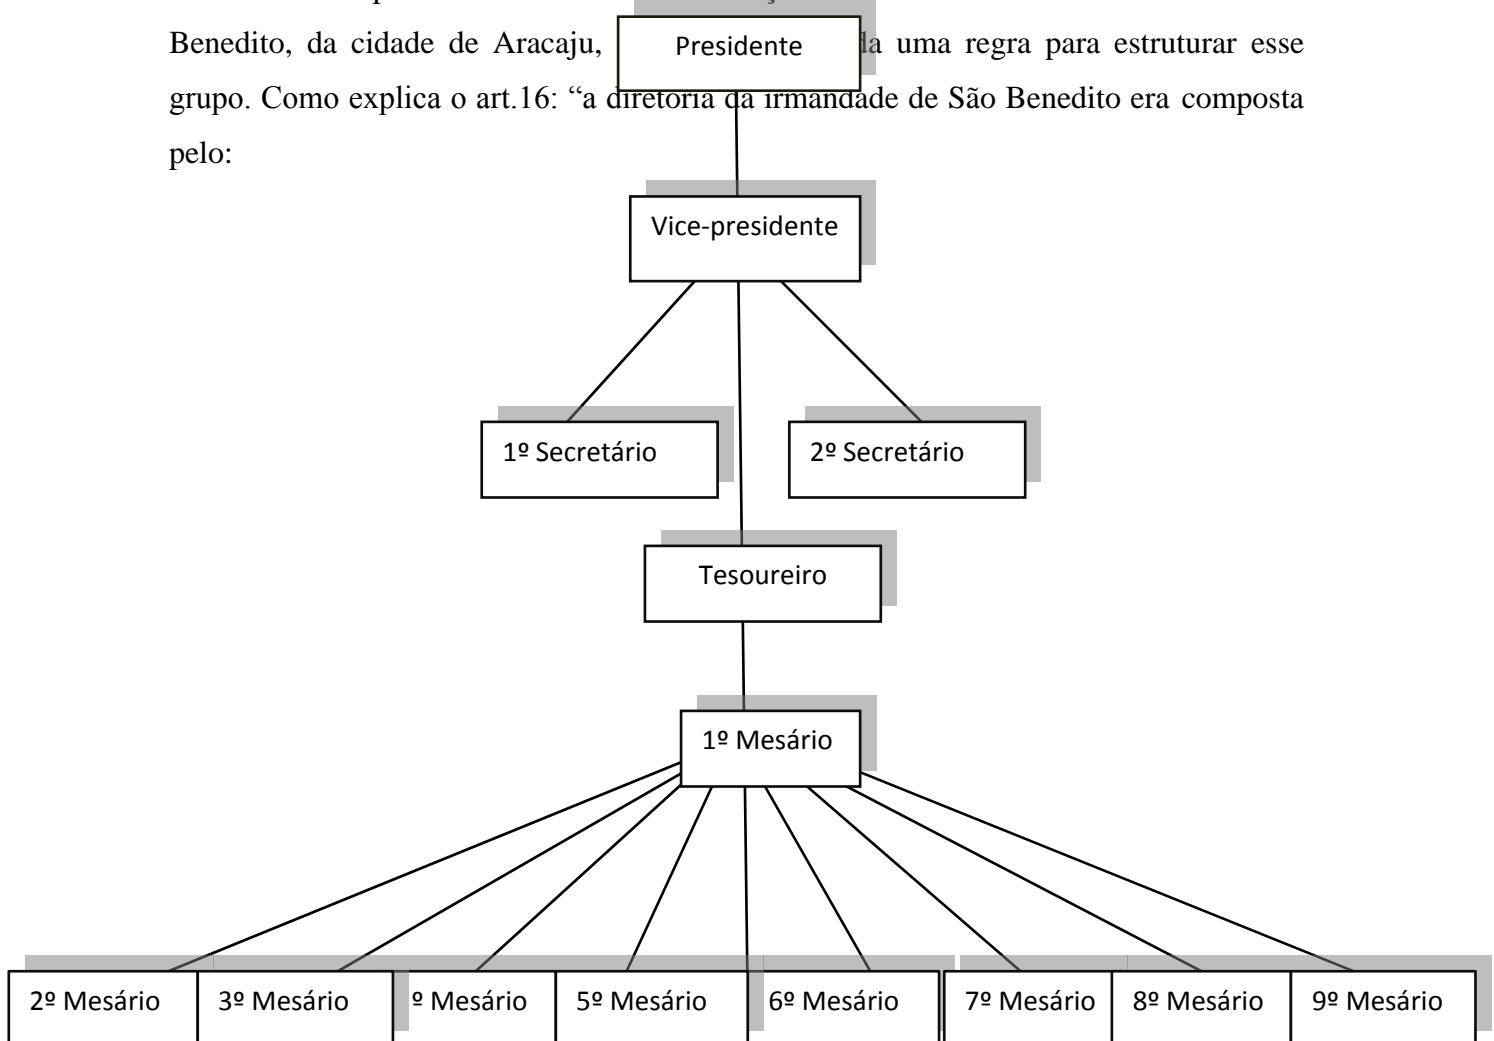 Benedito, da cidade de Aracaju, Presidente uma regra para estruturar esse
grupo. Como explica o art.16: “a diretoria da irmandade de São Benedito era composta
pelo:
Vice-presidente
1º Secretário 2º Secretário
Tesoureiro
1º Mesário
2º Mesário 3º Mesário º Mesário 5º Mesário 6º Mesário 7º Mesário 8º Mesário 9º Mesário